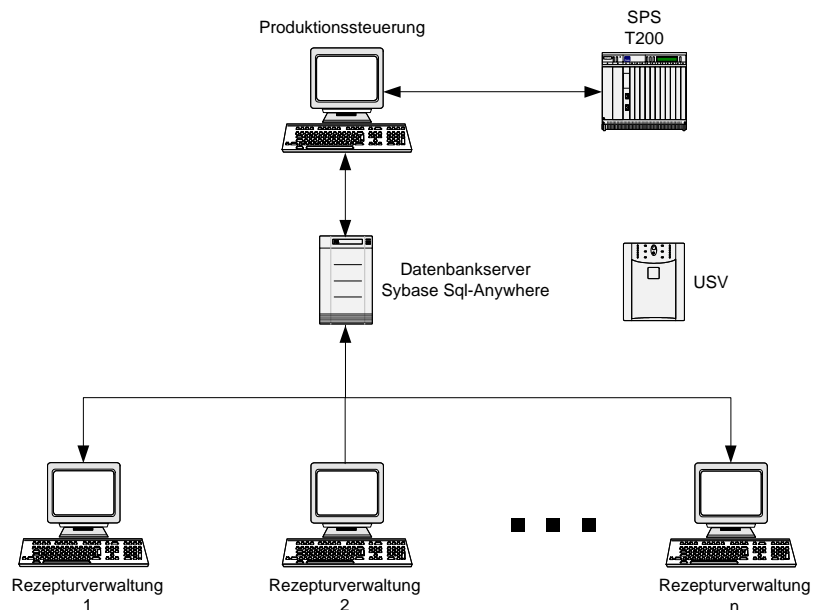 Produktionssteuerung
SPS
T200
Datenbankserver
Sybase Sql-Anywhere
USV
Rezepturverwaltung
1
Rezepturverwaltung
2
Rezepturverwaltung
n